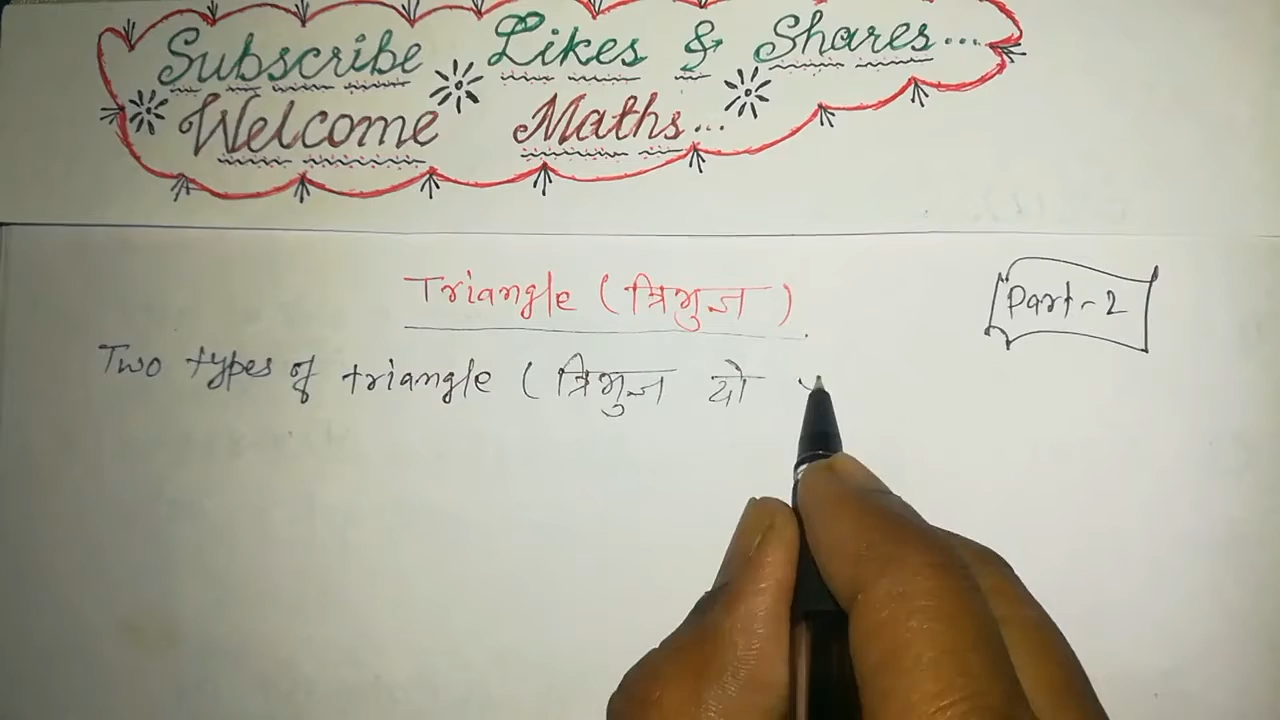 Subscribe Likes & Shares...
Welcome Maths...
Triangle (त्रिभुज)
Part-2
Two types of triangle (त्रिभुज दो